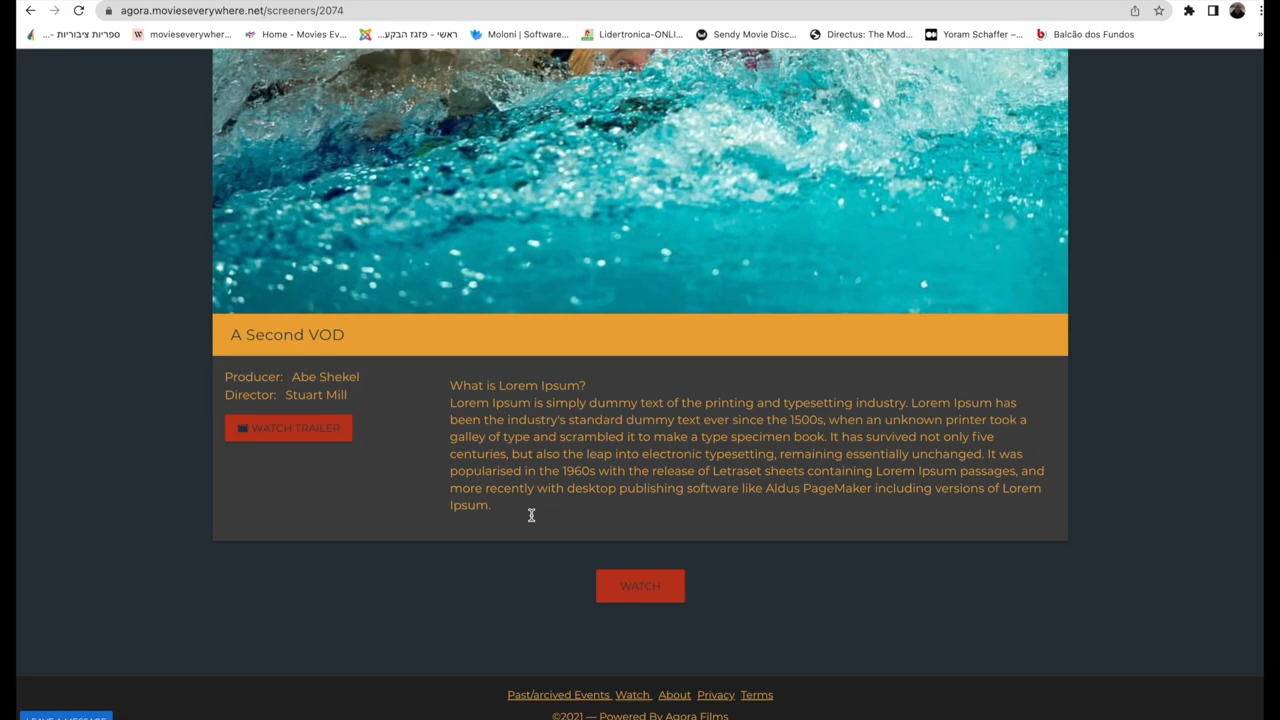 agora.movieseverywhere.net/screeners/2074
ספריות ציבוריות -...
movieseverywher...
Home - Movies Ev...
ראשי - פזגז הבקע...
Moloni | Software...
Lidertronica-ONLI...
Sendy Movie Disc...
Directus: The Mod...
Yoram Schaffer –...
Balcão dos Fundos
»
A Second VOD
Producer: Abe Shekel
Director: Stuart Mill
WATCH TRAILER
What is Lorem Ipsum?
Lorem Ipsum is simply dummy text of the printing and typesetting industry. Lorem Ipsum has
been the industry's standard dummy text ever since the 1500s, when an unknown printer took a
galley of type and scrambled it to make a type specimen book. It has survived not only five
centuries, but also the leap into electronic typesetting, remaining essentially unchanged. It was
popularised in the 1960s with the release of Letraset sheets containing Lorem Ipsum passages, and
more recently with desktop publishing software like Aldus PageMaker including versions of Lorem
Ipsum.
WATCH
Past/arcived Events Watch About Privacy Terms
©2021 — Powered By Agora Films
LEAVE A MESSAGE